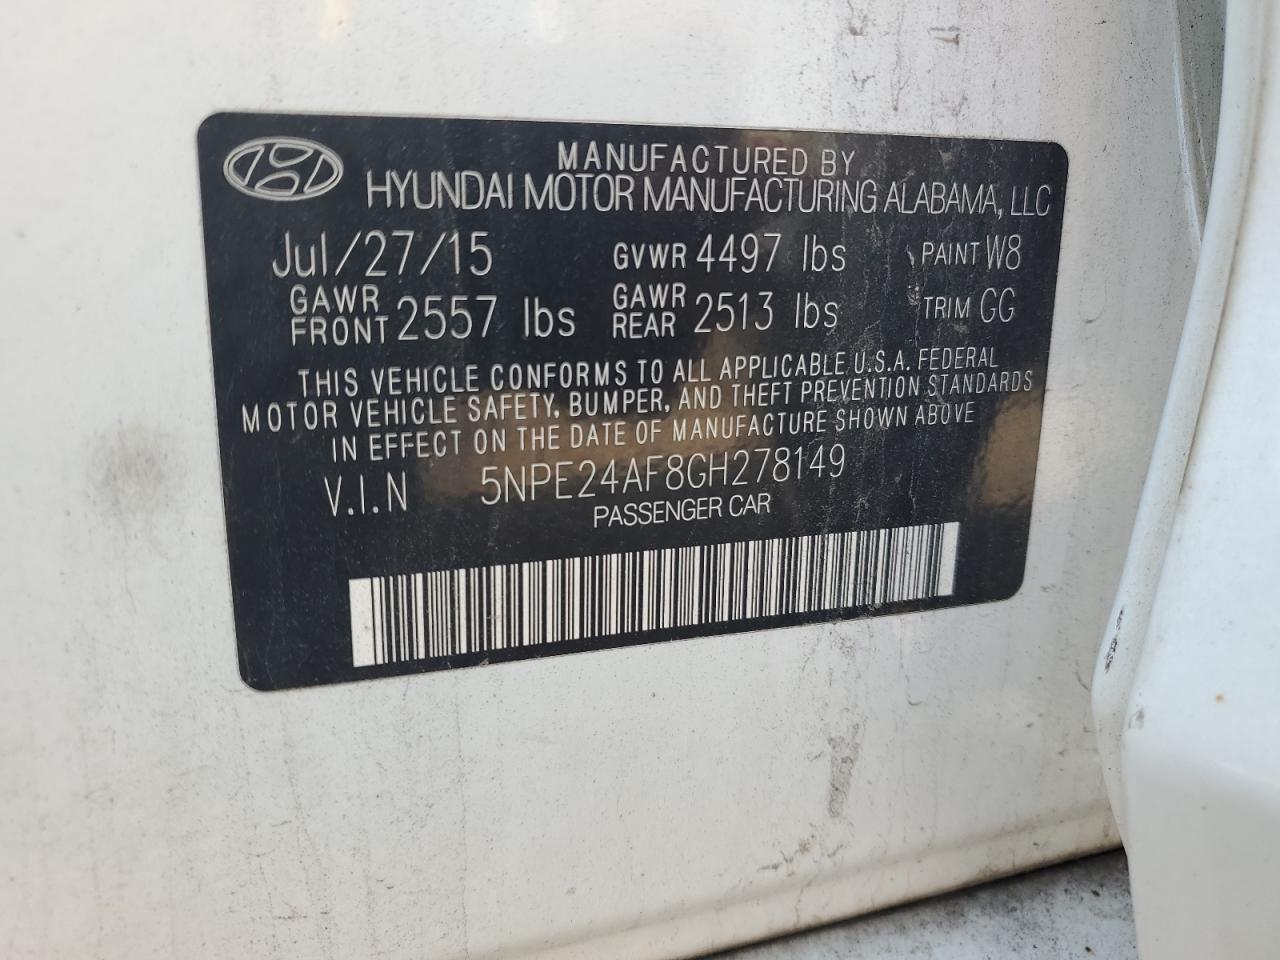 MANUFACTURED BY
HYUNDAI MOTOR MANUFACTURING ALABAMA, LLC
Jul/27/15 GVWR 4497 lbs PAINT W8
GAWR FRONT 2557 lbs GAWR REAR 2513 lbs TRIM GG
THIS VEHICLE CONFORMS TO ALL APPLICABLE U.S.A. FEDERAL
MOTOR VEHICLE SAFETY, BUMPER, AND THEFT PREVENTION STANDARDS
IN EFFECT ON THE DATE OF MANUFACTURE SHOWN ABOVE
V.I.N 5NPE24AF8GH278149
PASSENGER CAR